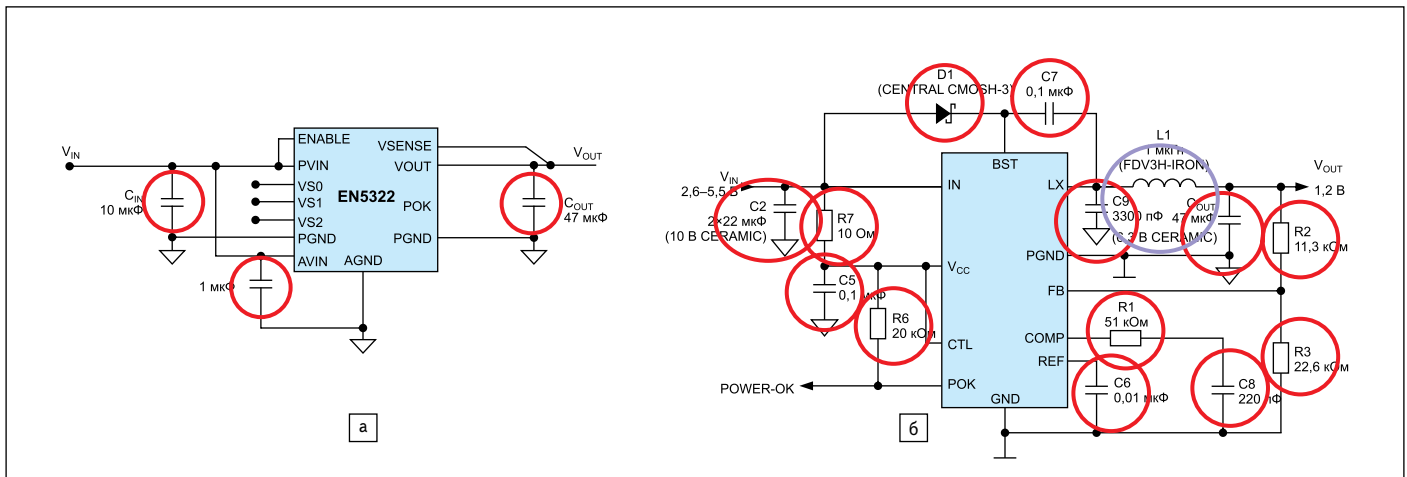 V_IN
C_IN
10 мкФ
1 мкФ
ENABLE
PVIN
VS0
VS1
VS2
PGND
AVIN
AGND
EN5322
VSENSE
VOUT
POK
PGND
V_OUT
C_OUT
47 мкФ
а
D1
(CENTRAL CMOSH-3)
C7
0,1 мкФ
V_IN
2,6–5,5 В
C2
2×22 мкФ
(10 В CERAMIC)
R7
10 Ом
C5
0,1 мкФ
R6
20 кОм
POWER-OK
BST
IN
V_CC
CTL
POK
GND
LX
PGND
FB
COMP
REF
L1
1 мкГн
(FDV3H-IRON)
V_OUT
1,2 В
C9
3300 пФ
C_OUT
47 мкФ
(6,3 В CERAMIC)
R2
11,3 кОм
R1
51 кОм
R3
22,6 кОм
C6
0,01 мкФ
C8
220 пФ
б